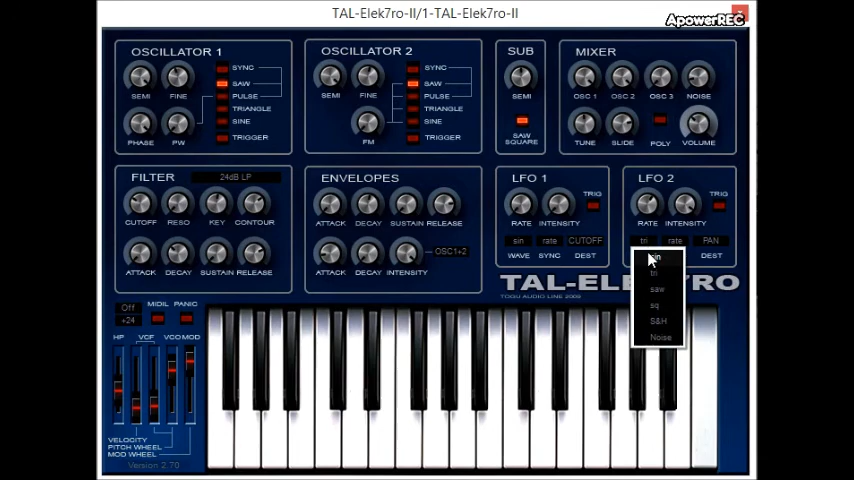 TAL-Elek7ro-II/1-TAL-Elek7ro-II
ApowerREC
OSCILLATOR 1
SEMI FINE
PHASE PW
SYNC
SAW
PULSE
TRIANGLE
SINE
TRIGGER
OSCILLATOR 2
SEMI FINE
FM
SYNC
SAW
PULSE
TRIANGLE
SINE
TRIGGER
SUB
SEMI
SAW
SQUARE
MIXER
OSC 1 OSC 2 OSC 3 NOISE
TUNE SLIDE POLY VOLUME
FILTER 24dB LP
CUTOFF RESO KEY CONTOUR
ATTACK DECAY SUSTAIN RELEASE
ENVELOPES
ATTACK DECAY SUSTAIN RELEASE
ATTACK DECAY INTENSITY OSC1+2
LFO 1
TRIG
RATE INTENSITY
sin rate CUTOFF
WAVE SYNC DEST
LFO 2
TRIG
RATE INTENSITY
tri rate PAN
DEST
tri
saw
sq
S&H
Noise
TOGU AUDIO LINE 2009
Off
+24
MIDIL PANIC
HP VCF VCO MOD
VELOCITY
PITCH WHEEL
MOD WHEEL
Version 2.70